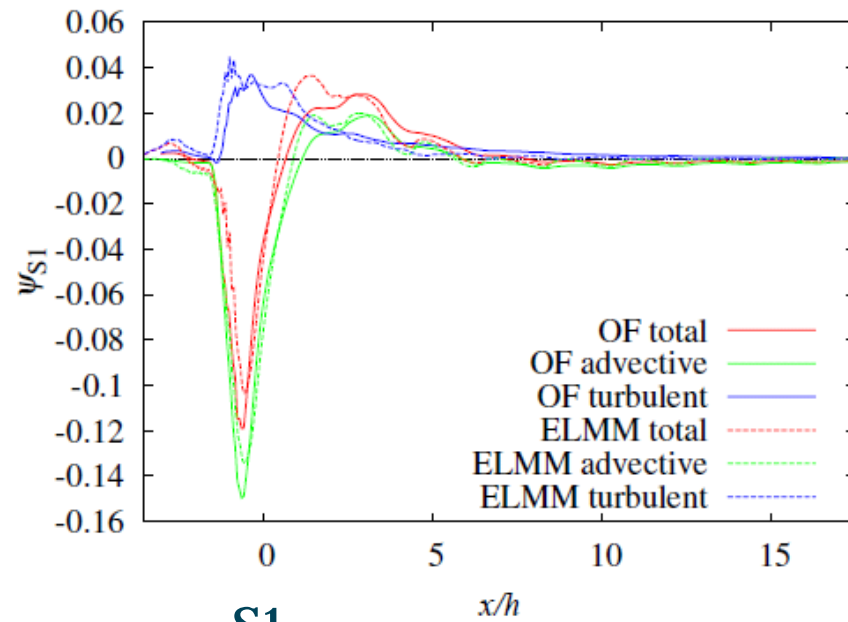 0.06
0.04
0.02
0
-0.02
-0.04
-0.06
-0.08
-0.1
-0.12
-0.14
-0.16
ψS1
OF total
OF advective
OF turbulent
ELMM total
ELMM advective
ELMM turbulent
0 5 10 15
x/h
S1